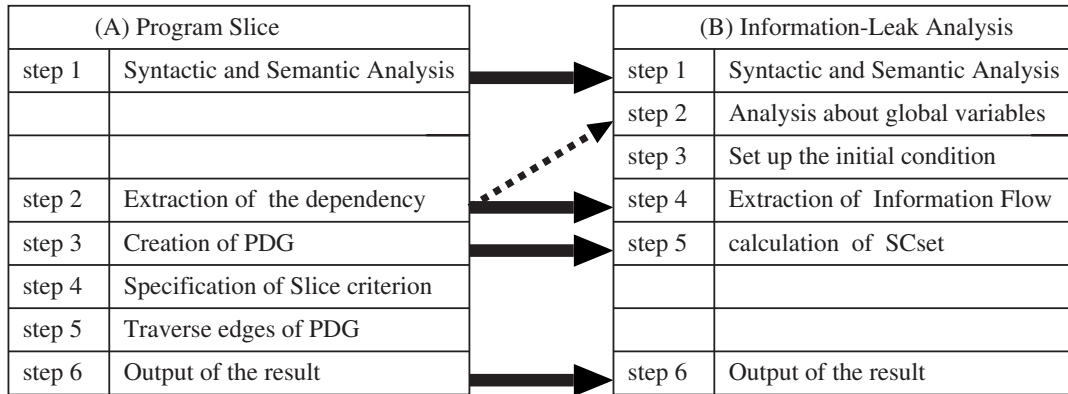 (A) Program Slice
step 1 Syntactic and Semantic Analysis
step 2 Extraction of the dependency
step 3 Creation of PDG
step 4 Specification of Slice criterion
step 5 Traverse edges of PDG
step 6 Output of the result
(B) Information-Leak Analysis
step 1 Syntactic and Semantic Analysis
step 2 Analysis about global variables
step 3 Set up the initial condition
step 4 Extraction of Information Flow
step 5 calculation of SCset
step 6 Output of the result